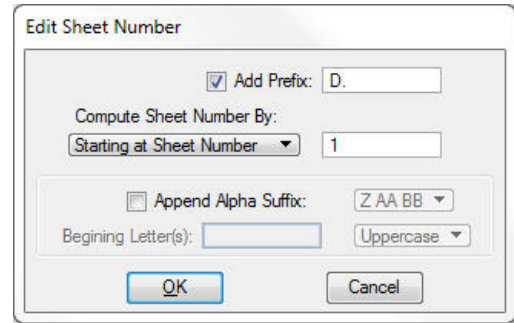 Edit Sheet Number
Add Prefix: D.
Compute Sheet Number By:
Starting at Sheet Number 1
Append Alpha Suffix: Z AA BB
Begining Letter(s): Uppercase
OK Cancel